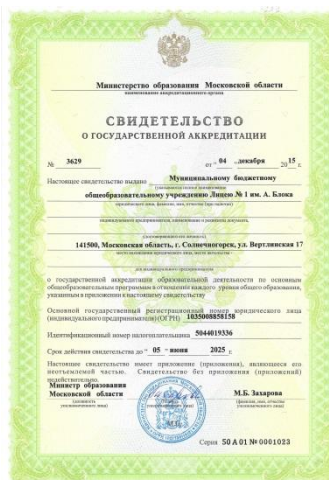 Министерство образования Московской области
наименование аккредитационного органа
СВИДЕТЕЛЬСТВО
О ГОСУДАРСТВЕННОЙ АККРЕДИТАЦИИ
№ 3629 от " 04 " декабря 2015 г.
Настоящее свидетельство выдано Муниципальному бюджетному
общеобразовательному учреждению Лицею № 1 им. А. Блока
141500, Московская область, г. Солнечногорск, ул. Вертлинская 17
о государственной аккредитации образовательной деятельности по основным
общеобразовательным программам в отношении каждого уровня общего образования,
указанным в приложении к настоящему свидетельству
Основной государственный регистрационный номер юридического лица
(индивидуального предпринимателя) (ОГРН) 1035008858158
Идентификационный номер налогоплательщика 5044019336
Срок действия свидетельства до " 05 " июня 2025 г.
Настоящее свидетельство имеет приложение (приложения), являющееся его
неотъемлемой частью. Свидетельство без приложения (приложений)
недействительно.
Министр образования
Московской области М.Б. Захарова
М.П.
Серия 50 А 01 № 0001023